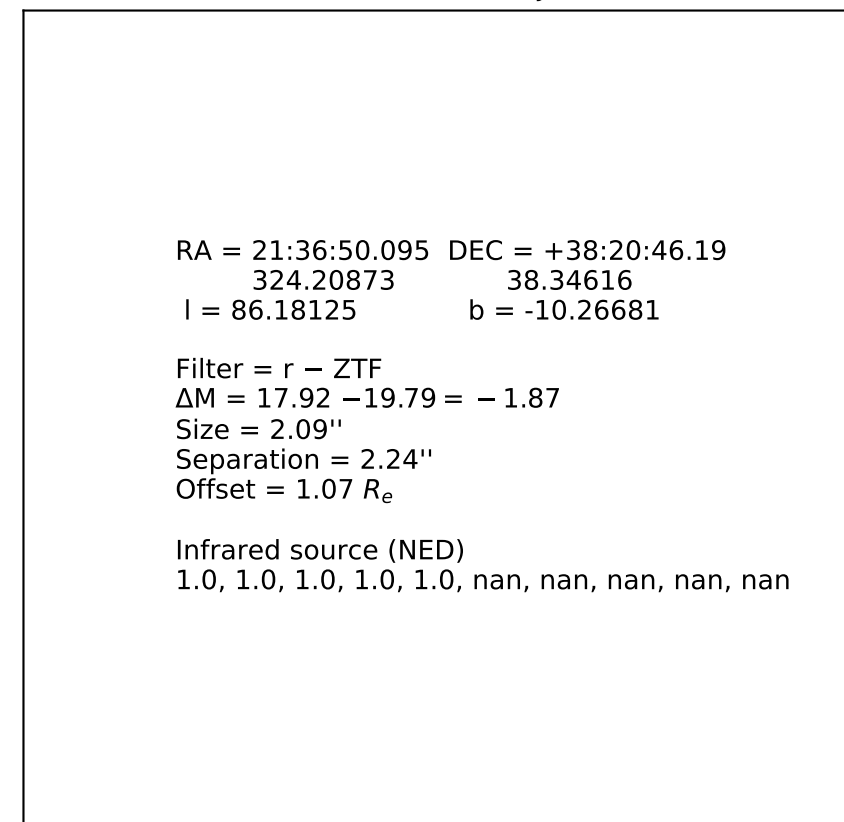 RA = 21:36:50.095  DEC = +38:20:46.19
324.20873 38.34616
l = 86.18125 b = -10.26681
Filter = r − ZTF
ΔM = 17.92 −19.79 = − 1.87
Size = 2.09''
Separation = 2.24''
Offset = 1.07 Re
Infrared source (NED)
1.0, 1.0, 1.0, 1.0, 1.0, nan, nan, nan, nan, nan